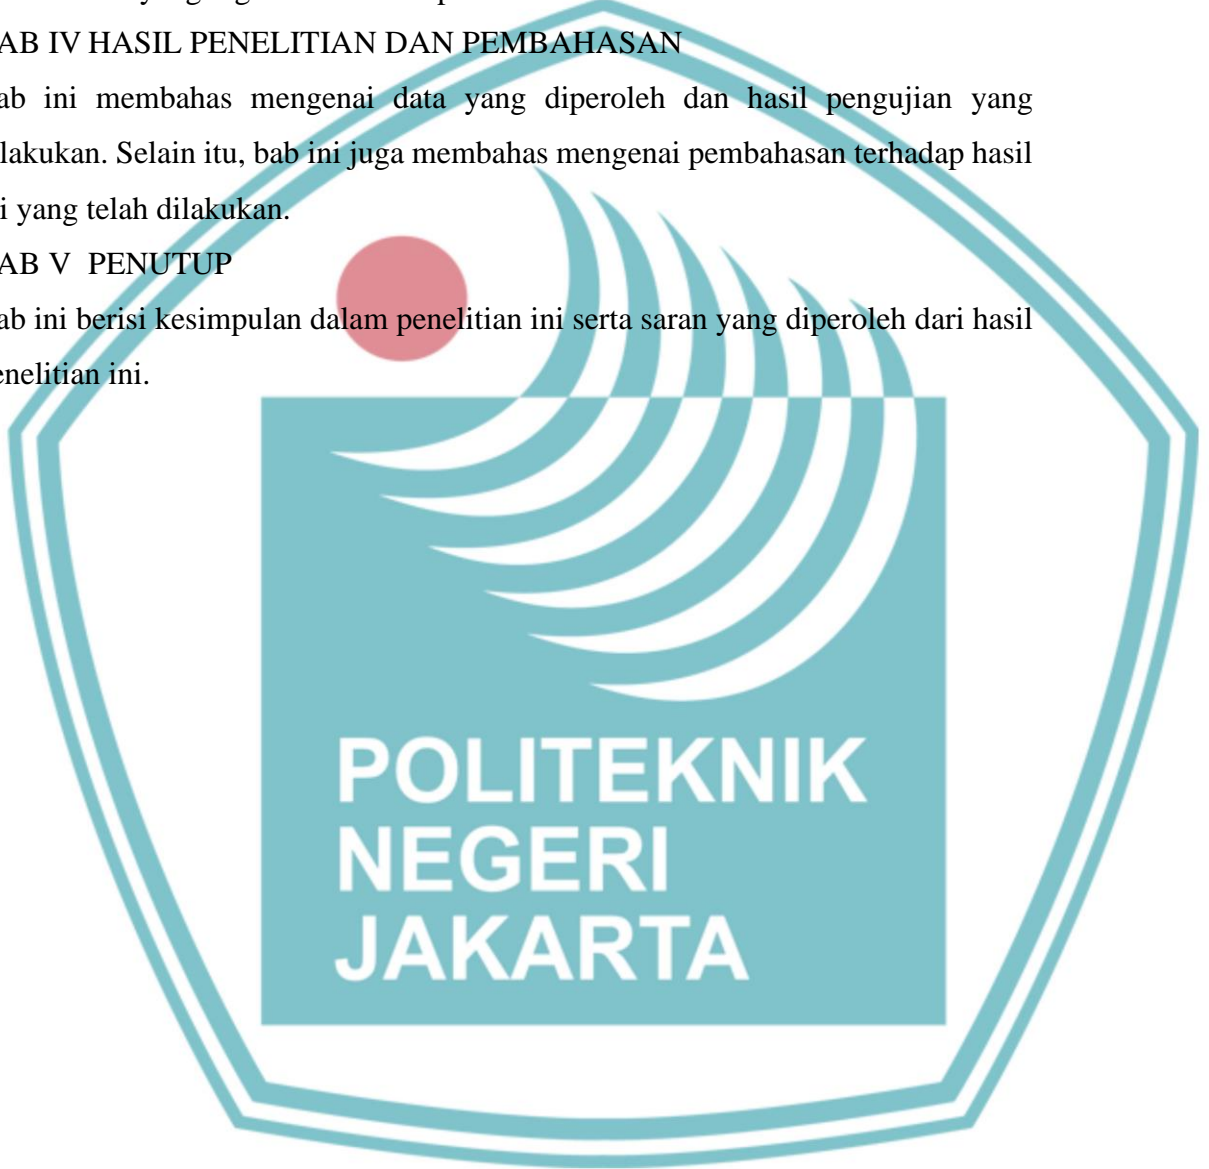 AB IV HASIL PENELITIAN DAN PEMBAHASAN
ab ini membahas mengenai data yang diperoleh dan hasil pengujian yang
lakukan. Selain itu, bab ini juga membahas mengenai pembahasan terhadap hasil
i yang telah dilakukan.
AB V PENUTUP
ab ini berisi kesimpulan dalam penelitian ini serta saran yang diperoleh dari hasil
enelitian ini.
POLITEKNIK
NEGERI
JAKARTA